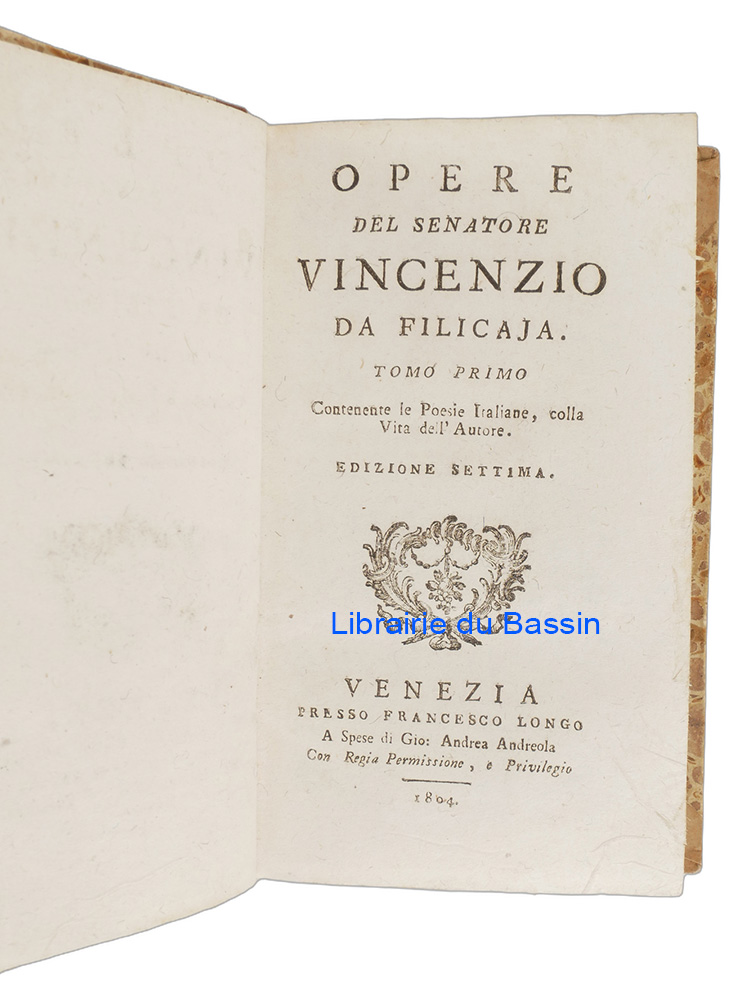 OPERE
DEL SENATORE
VINCENZIO
DA FILICAJA.
TOMO PRIMO
Contenente le Poesie Italiane, colla
Vita dell' Autore.
EDIZIONE SETTIMA.
Librairie du Bassin
VENEZIA
PRESSO FRANCESCO LONGO
A Spese di Gio: Andrea Andreola
Con Regia Permissione, e Privilegio
1804.